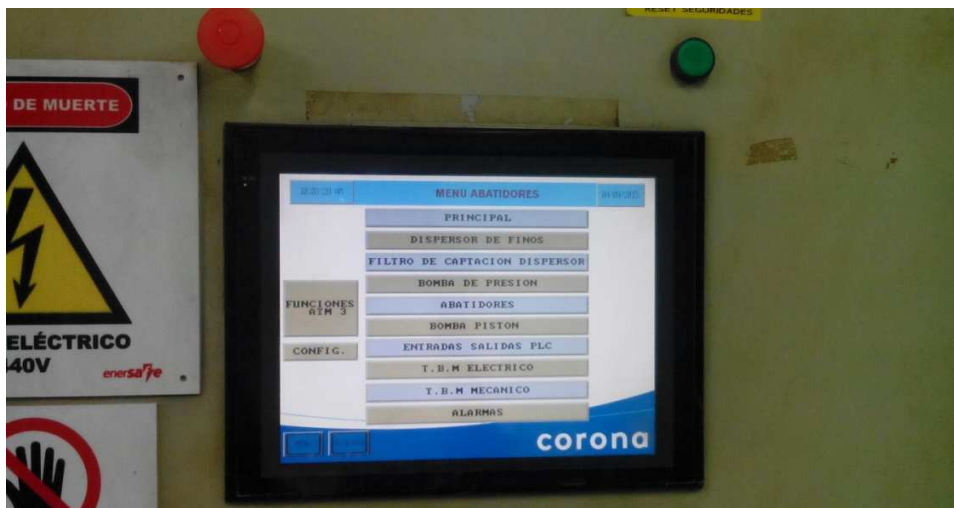 RESET SEGURIDADES
DE MUERTE
ELÉCTRICO
40V
enersafe
MENU ABATIDORES
PRINCIPAL
DISPERSOR DE FINOS
FILTRO DE CAPTACION DISPERSOR
BOMBA DE PRESION
ABATIDORES
BOMBA PISTON
ENTRADAS SALIDAS PLC
T.B.M ELECTRICO
T.B.M MECANICO
ALARMAS
FUNCIONES
ATM 3
CONFIG.
corona